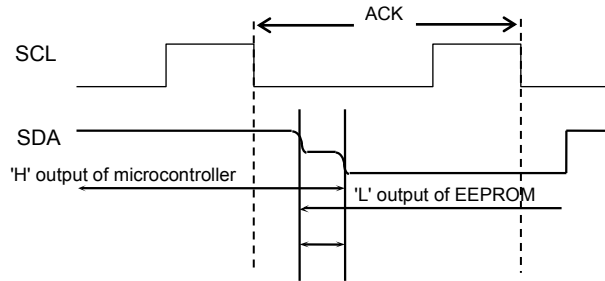 ACK
SCL
SDA
'H' output of microcontroller
'L' output of EEPROM